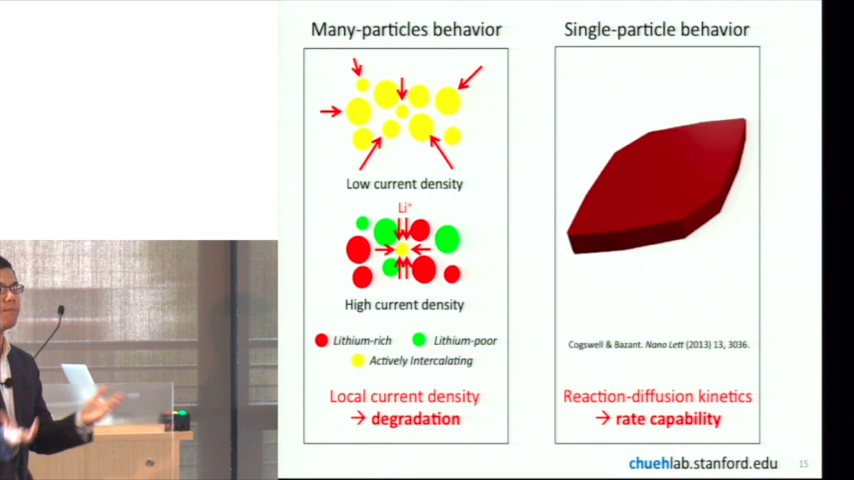 Many-particles behavior
Low current density
Li⁺
High current density
Lithium-rich
Lithium-poor
Actively Intercalating
Local current density
→ degradation
Single-particle behavior
Cogswell & Bazant. Nano Lett (2013) 13, 3036.
Reaction-diffusion kinetics
→ rate capability
chuehlab.stanford.edu
15